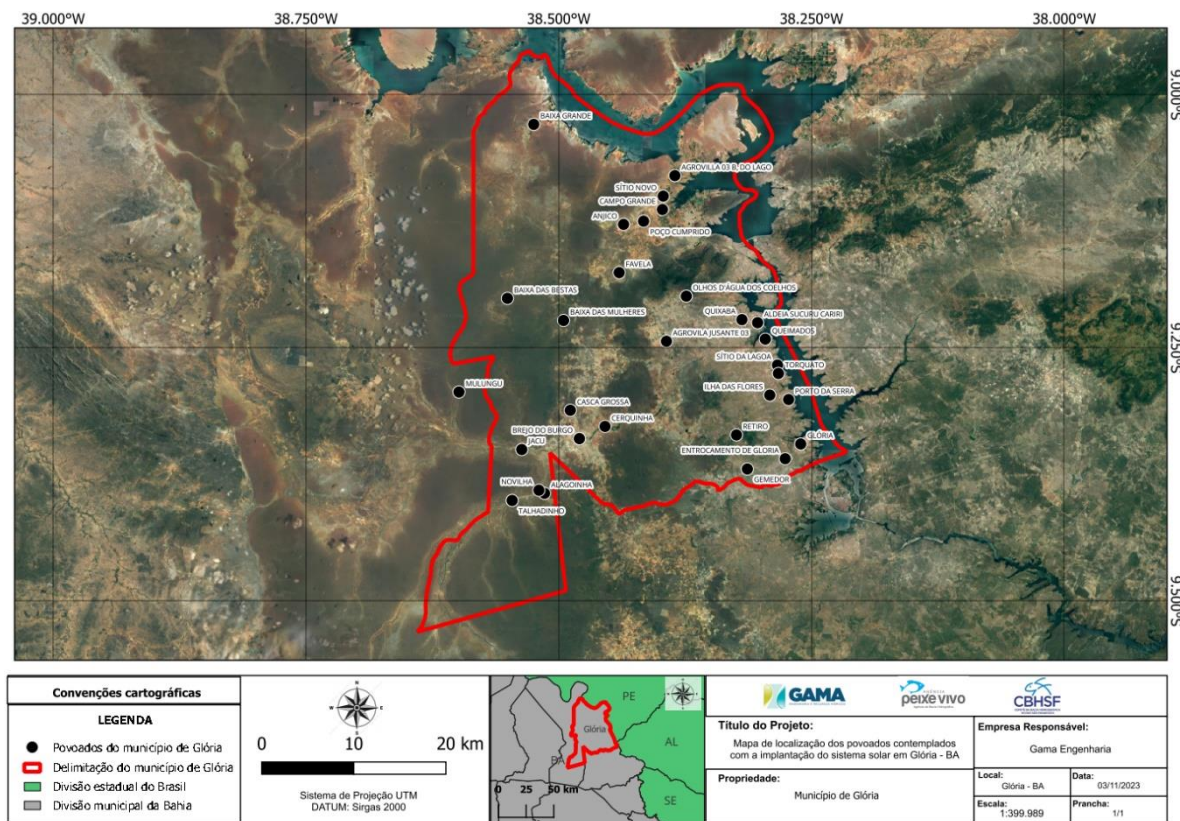 39.000°W
38.750°W
38.500°W
38.250°W
38.000°W
9.000°S
9.250°S
9.500°S
BAIXA GRANDE
AGROVILLA 03 B, DO LAGO
SÍTIO NOVO
CAMPO GRANDE
ANJICO
POÇO CUMPRIDO
FAVELA
BAIXA DAS BESTAS
OLHOS D'ÁGUA DOS COELHOS
BAIXA DAS MULHERES
QUIXABA
ALDEIA SUCURU CARIRI
AGROVILA JUSANTE 03
QUEIMADOS
SÍTIO DA LAGOA
TORQUATO
MULUNGU
ILHA DAS FLORES
PORTO DA SERRA
CASCA GROSSA
CERQUINHA
BREJO DO BURGO
JACU
RETIRO
GLÓRIA
ENTROCAMENTO DE GLORIA
GEMEDOR
NOVILHA
ALAGOINHA
TALHADINHO
Convenções cartográficas
LEGENDA
Povoados do município de Glória
Delimitação do município de Glória
Divisão estadual do Brasil
Divisão municipal da Bahia
N
W
E
S
0 10 20 km
Sistema de Projeção UTM
DATUM: Sirgas 2000
PE
Glória
AL
BA
SE
0 25 50 km
GAMA
peixe vivo
CBHSF
Título do Projeto:
Mapa de localização dos povoados contemplados
com a implantação do sistema solar em Glória - BA
Propriedade:
Município de Glória
Empresa Responsável:
Gama Engenharia
Local:
Glória - BA
Data:
03/11/2023
Escala:
1:399.989
Prancha:
1/1